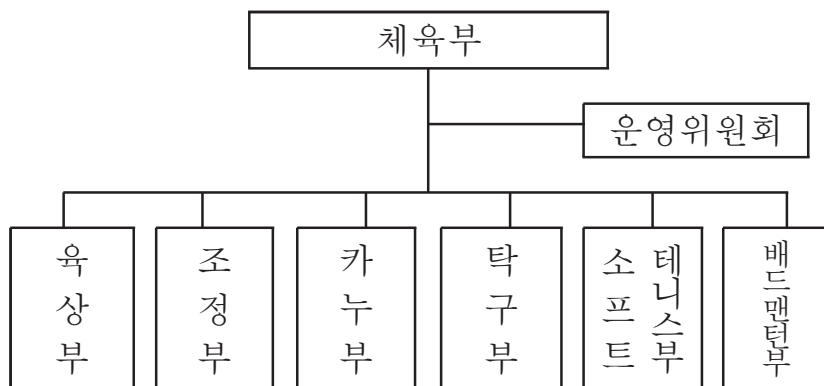 체육부
운영위원회
육상부
조정부
카누부
탁구부
소프트
테니스부
배드맨턴부